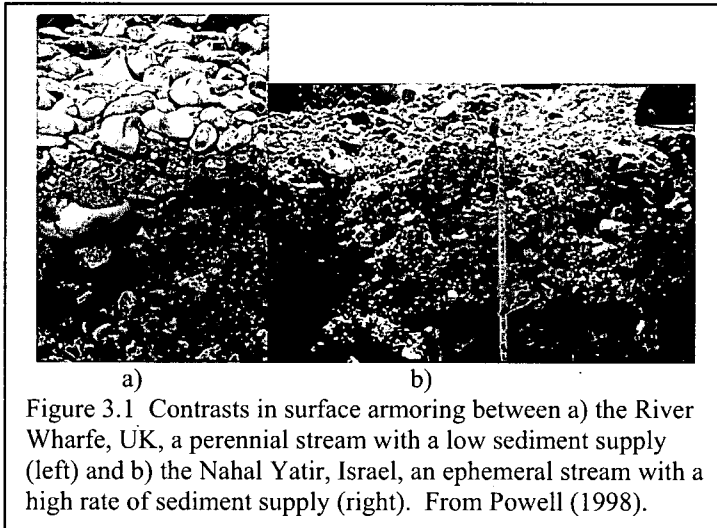 a)
b)
Figure 3.1 Contrasts in surface armoring between a) the River
Wharfe, UK, a perennial stream with a low sediment supply
(left) and b) the Nahal Yatir, Israel, an ephemeral stream with a
high rate of sediment supply (right). From Powell (1998).